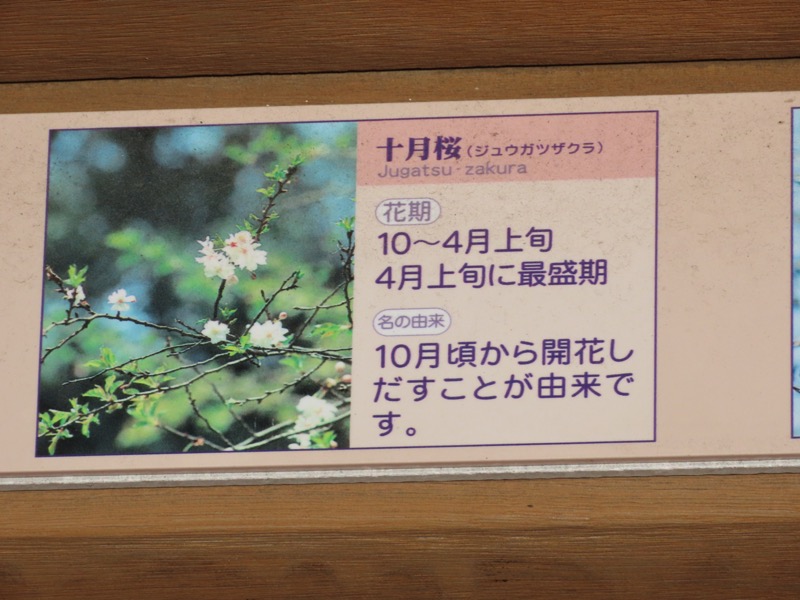 十月桜(ジュウガツザクラ)
Jugatsu-zakura
花期
10〜4月上旬
4月上旬に最盛期
名の由来
10月頃から開花し
だすことが由来で
す。